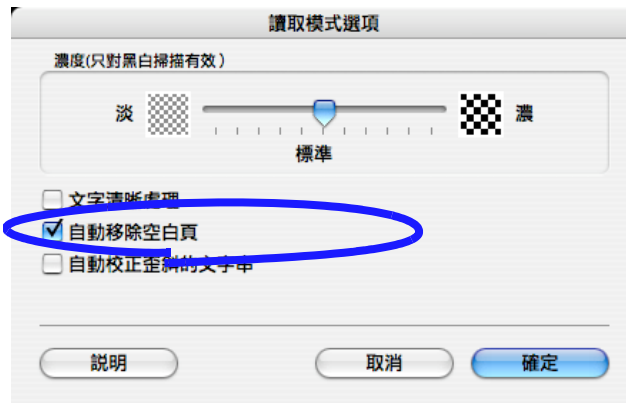 讀取模式選項
濃度(只對黑白掃描有效）
淡 濃
標準
文字清晰處理
自動移除空白頁
自動校正歪斜的文字串
説明 取消 確定